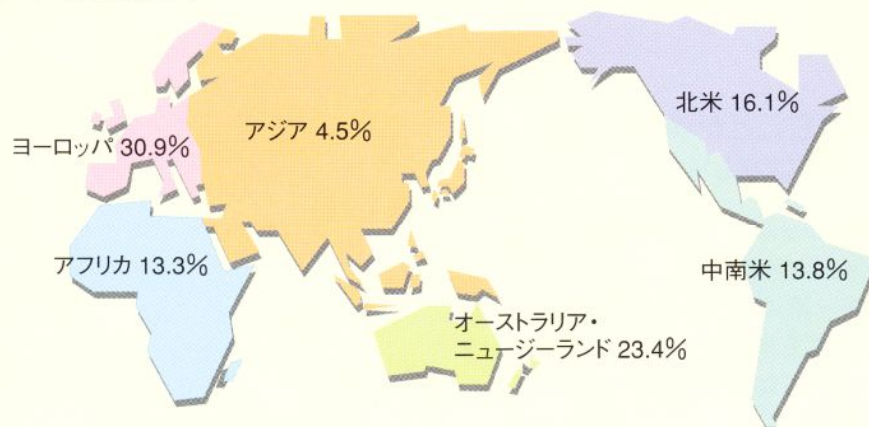 北米 16.1%
アジア 4.5%
ヨーロッパ 30.9%
アフリカ 13.3%
中南米 13.8%
オーストラリア・
ニュージーランド 23.4%